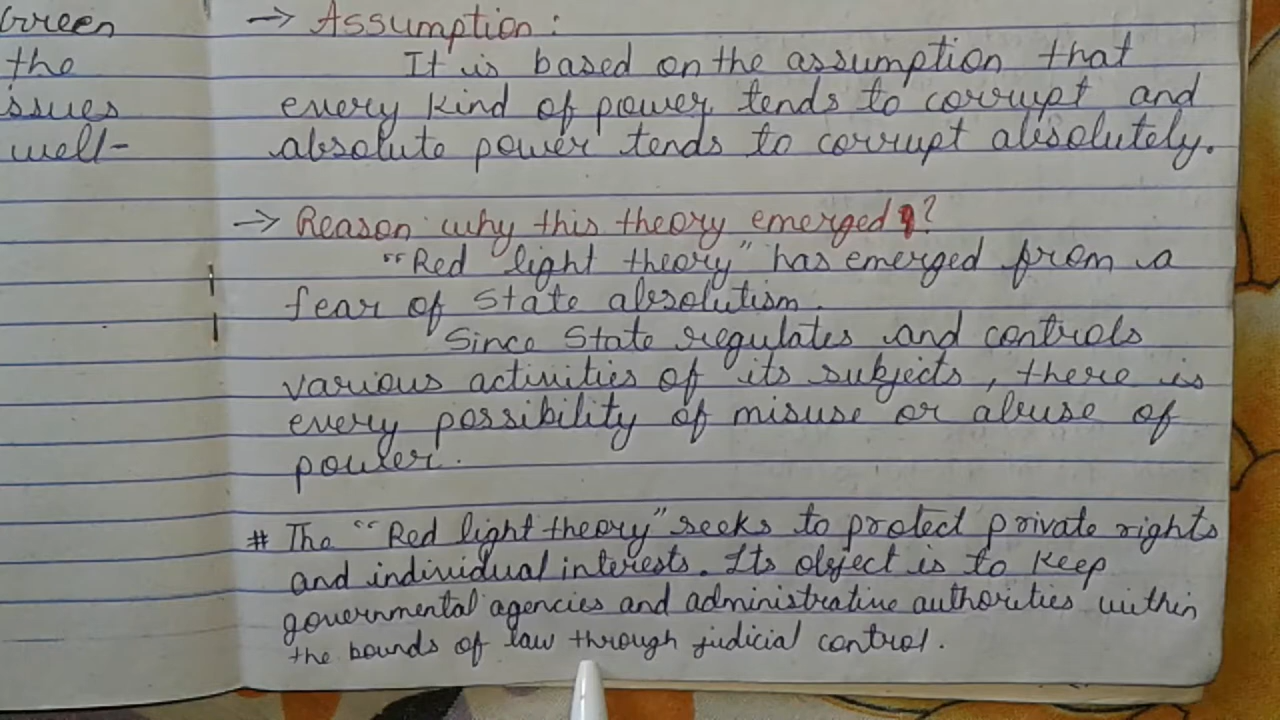 Green
the
issues
well-
→ Assumption:
It is based on the assumption that
every kind of power tends to corrupt and
absolute power tends to corrupt absolutely.
→ Reason why this theory emerged?
"Red light theory" has emerged from a
fear of State absolutism.
Since State regulates and controls
various activities of its subjects, there is
every possibility of misuse or abuse of
power.
# The "Red light theory" seeks to protect private rights
and individual interests. Its object is to keep
governmental agencies and administrative authorities within
the bounds of law through judicial control.